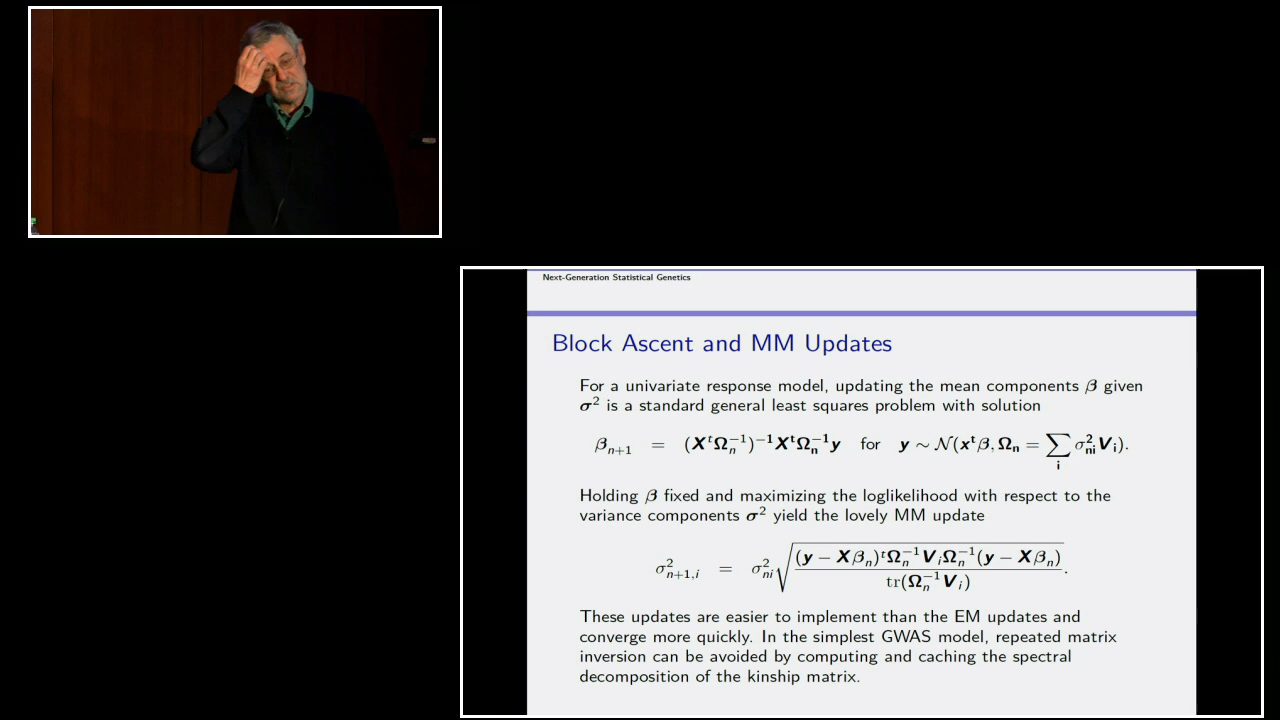 Next-Generation Statistical Genetics
Block Ascent and MM Updates
For a univariate response model, updating the mean components β given
σ² is a standard general least squares problem with solution
βₙ₊₁ = (XᵗΩₙ⁻¹)⁻¹XᵗΩₙ⁻¹y for y ∼ N(xᵗβ, Ωₙ = ∑ᵢ σ²ₙᵢVᵢ).
Holding β fixed and maximizing the loglikelihood with respect to the
variance components σ² yield the lovely MM update
σ²ₙ₊₁,ᵢ = σ²ₙᵢ √((y − Xβₙ)ᵗΩₙ⁻¹VᵢΩₙ⁻¹(y − Xβₙ) / tr(Ωₙ⁻¹Vᵢ)).
These updates are easier to implement than the EM updates and
converge more quickly. In the simplest GWAS model, repeated matrix
inversion can be avoided by computing and caching the spectral
decomposition of the kinship matrix.